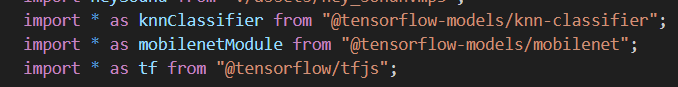 import * as knnClassifier from "@tensorflow-models/knn-classifier";
import * as mobilenetModule from "@tensorflow-models/mobilenet";
import * as tf from "@tensorflow/tfjs";